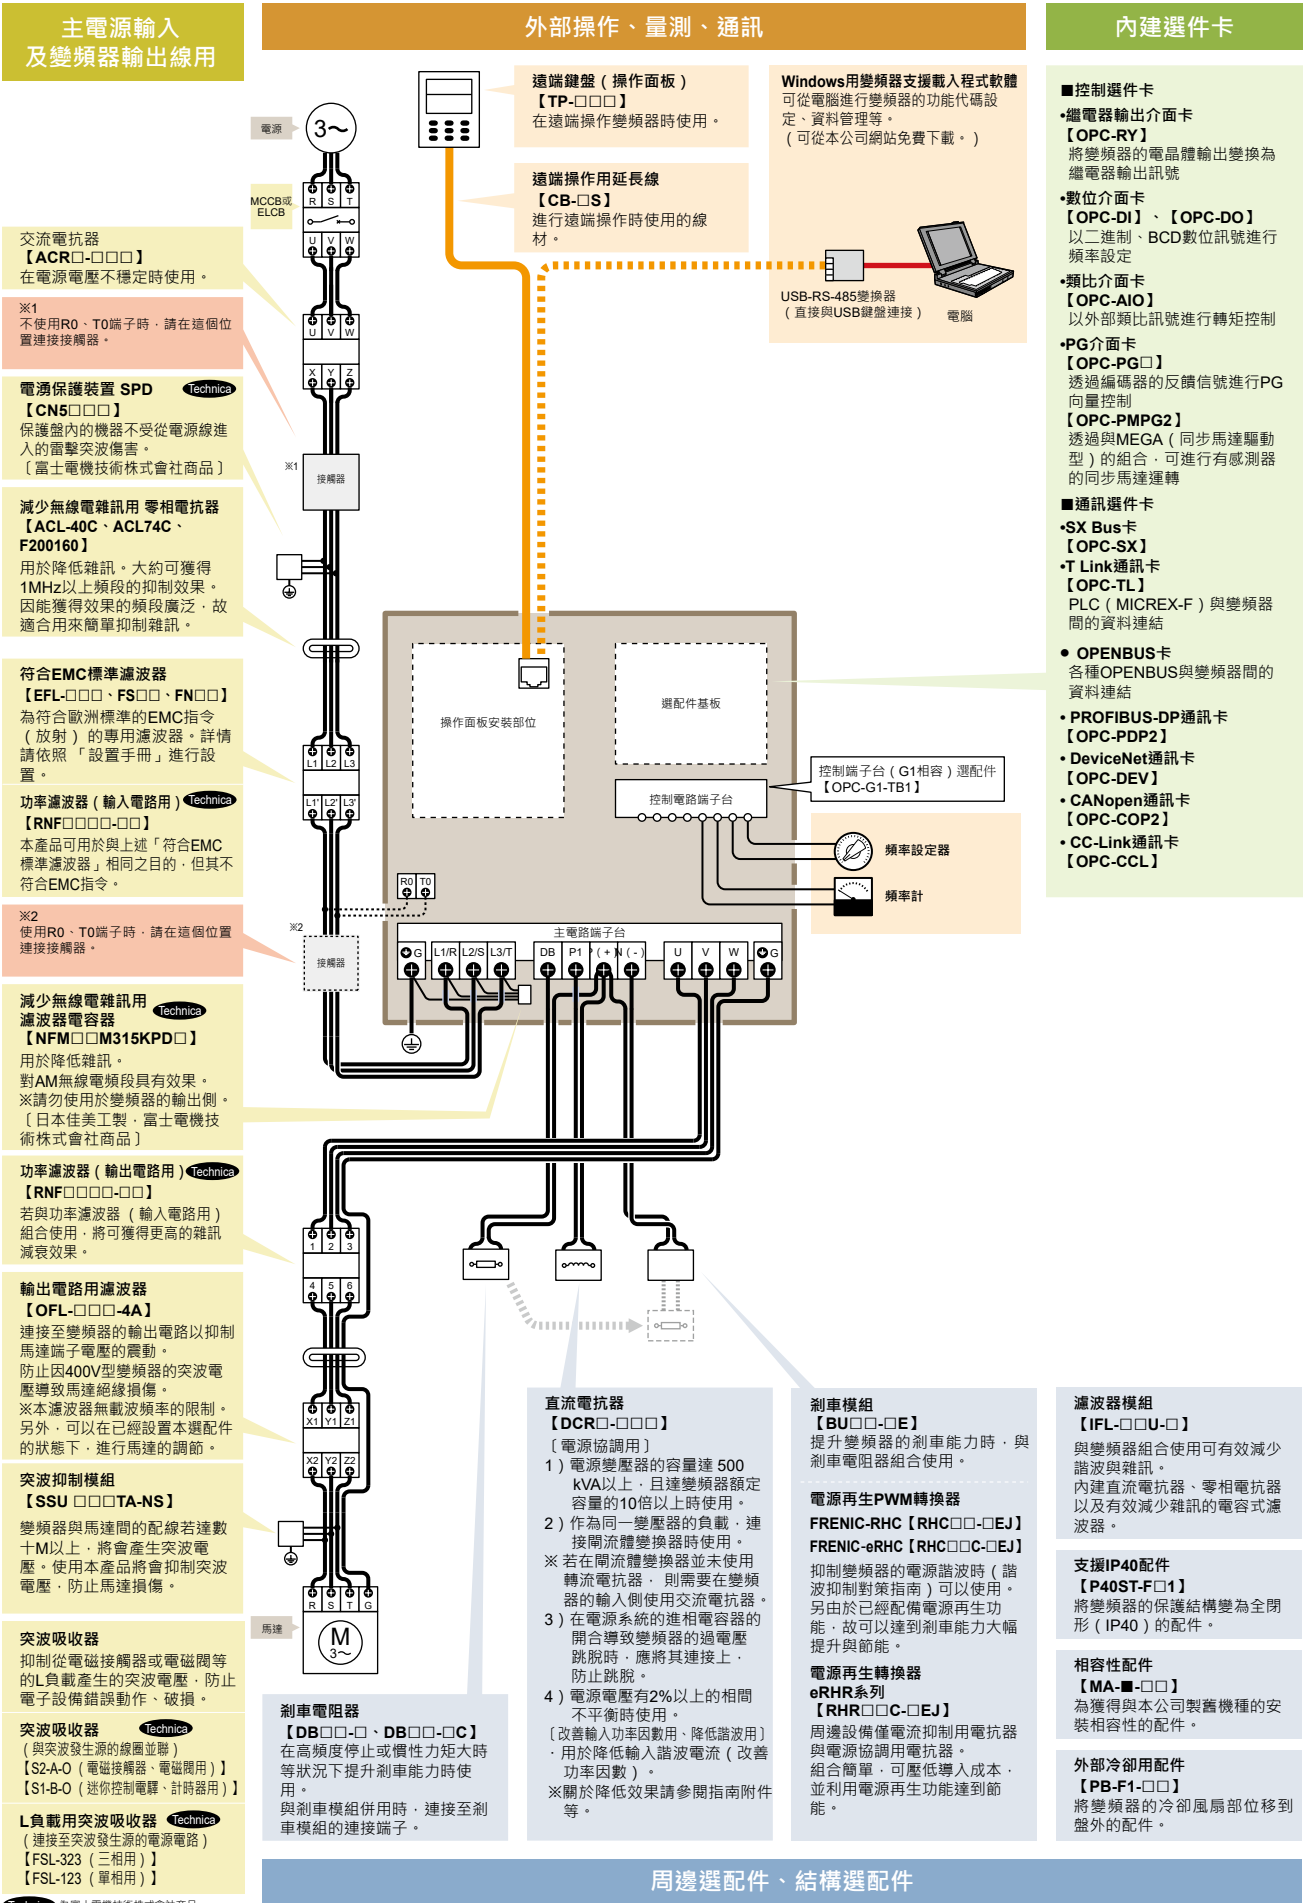 主電源輸入
及變頻器輸出線用
外部操作、量測、通訊
內建選件卡
交流電抗器
【ACR□-□□□】
在電源電壓不穩定時使用。
※1
不使用R0、T0端子時，請在這個位
置連接接觸器。
電湧保護裝置 SPD Technica
【CN5□□□】
保護盤內的機器不受從電源線進
入的雷擊突波傷害。
〔富士電機技術株式會社商品〕
減少無線電雜訊用 零相電抗器
【ACL-40C、ACL74C、
F200160】
用於降低雜訊。大約可獲得
1MHz以上頻段的抑制效果。
因能獲得效果的頻段廣泛，故
適合用來簡單抑制雜訊。
符合EMC標準濾波器
【EFL-□□□、FS□□、FN□□】
為符合歐洲標準的EMC指令
（放射）的專用濾波器。詳情
請依照「設置手冊」進行設
置。
功率濾波器（輸入電路用）Technica
【RNF□□□□-□□】
本產品可用於與上述「符合EMC
標準濾波器」相同之目的，但其不
符合EMC指令。
※2
使用R0、T0端子時，請在這個位置
連接接觸器。
減少無線電雜訊用
濾波器電容器 Technica
【NFM□□M315KPD□】
用於降低雜訊。
對AM無線電頻段具有效果。
※請勿使用於變頻器的輸出側。
〔日本佳美工製，富士電機技
術株式會社商品〕
功率濾波器（輸出電路用）Technica
【RNF□□□□-□□】
若與功率濾波器 （輸入電路用）
組合使用，將可獲得更高的雜訊
減衰效果。
輸出電路用濾波器
【OFL-□□□-4A】
連接至變頻器的輸出電路以抑制
馬達端子電壓的震動。
防止因400V型變頻器的突波電
壓導致馬達絕緣損傷。
※本濾波器無載波頻率的限制。
另外，可以在已經設置本選配件
的狀態下，進行馬達的調節。
突波抑制模組
【SSU □□□TA-NS】
變頻器與馬達間的配線若達數
十M以上，將會產生突波電
壓。使用本產品將會抑制突波
電壓，防止馬達損傷。
突波吸收器
抑制從電磁接觸器或電磁閥等
的L負載產生的突波電壓，防止
電子設備錯誤動作、破損。
突波吸收器 Technica
（與突波發生源的線圈並聯）
【S2-A-O（電磁接觸器、電磁閥用）】
【S1-B-O（迷你控制電驛、計時器用）】
L負載用突波吸收器 Technica
（連接至突波發生源的電源電路）
【FSL-323（三相用）】
【FSL-123（單相用）】
電源
3～
MCCB或
ELCB
R S T
U V W
U V W
X Y Z
※1
接觸器
L1 L2 L3
L1' L2' L3'
※2
接觸器
遠端鍵盤（操作面板）
【TP-□□□】
在遠端操作變頻器時使用。
遠端操作用延長線
【CB-□S】
進行遠端操作時使用的線
材。
Windows用變頻器支援載入程式軟體
可從電腦進行變頻器的功能代碼設
定、資料管理等。
（可從本公司網站免費下載。）
USB-RS-485變換器
（直接與USB鍵盤連接）
電腦
操作面板安裝部位
選配件基板
控制電路端子台
控制端子台（G1相容）選配件
【OPC-G1-TB1】
頻率設定器
頻率計
R0 T0
主電路端子台
G L1/R L2/S L3/T DB P1 P（+）N（-） U V W G
1 2 3
4 5 6
X1 Y1 Z1
X2 Y2 Z2
R S T G
馬達
M
3～
剎車電阻器
【DB□□-□、DB□□-□C】
在高頻度停止或慣性力矩大時
等狀況下提升剎車能力時使
用。
與剎車模組併用時，連接至剎
車模組的連接端子。
直流電抗器
【DCR□-□□□】
〔電源協調用〕
1）電源變壓器的容量達 500
kVA以上，且達變頻器額定
容量的10倍以上時使用。
2）作為同一變壓器的負載，連
接閘流體變換器時使用。
※ 若在閘流體變換器並未使用
轉流電抗器， 則需要在變頻
器的輸入側使用交流電抗器。
3）在電源系統的進相電容器的
開合導致變頻器的過電壓
跳脫時，應將其連接上，
防止跳脫。
4）電源電壓有2%以上的相間
不平衡時使用。
〔改善輸入功率因數用、降低諧波用〕
．用於降低輸入諧波電流（改善
功率因數）。
※關於降低效果請參閱指南附件
等。
剎車模組
【BU□□-□E】
提升變頻器的剎車能力時，與
剎車電阻器組合使用。
電源再生PWM轉換器
FRENIC-RHC【RHC□□-□EJ】
FRENIC-eRHC【RHC□□C-□EJ】
抑制變頻器的電源諧波時（諧
波抑制對策指南）可以使用。
另由於已經配備電源再生功
能，故可以達到剎車能力大幅
提升與節能。
電源再生轉換器
eRHR系列
【RHR□□C-□EJ】
周邊設備僅電流抑制用電抗器
與電源協調用電抗器。
組合簡單，可壓低導入成本，
並利用電源再生功能達到節
能。
■控制選件卡
•繼電器輸出介面卡
【OPC-RY】
將變頻器的電晶體輸出變換為
繼電器輸出訊號
•數位介面卡
【OPC-DI】、【OPC-DO】
以二進制、BCD數位訊號進行
頻率設定
•類比介面卡
【OPC-AIO】
以外部類比訊號進行轉矩控制
•PG介面卡
【OPC-PG□】
透過編碼器的反饋信號進行PG
向量控制
【OPC-PMPG2】
透過與MEGA（同步馬達驅動
型）的組合，可進行有感測器
的同步馬達運轉
■通訊選件卡
•SX Bus卡
【OPC-SX】
•T Link通訊卡
【OPC-TL】
PLC（MICREX-F）與變頻器
間的資料連結
● OPENBUS卡
各種OPENBUS與變頻器間的
資料連結
• PROFIBUS-DP通訊卡
【OPC-PDP2】
• DeviceNet通訊卡
【OPC-DEV】
• CANopen通訊卡
【OPC-COP2】
• CC-Link通訊卡
【OPC-CCL】
濾波器模組
【IFL-□□U-□】
與變頻器組合使用可有效減少
諧波與雜訊。
內建直流電抗器、零相電抗器
以及有效減少雜訊的電容式濾
波器。
支援IP40配件
【P40ST-F□1】
將變頻器的保護結構變為全閉
形（IP40）的配件。
相容性配件
【MA-■-□□】
為獲得與本公司製舊機種的安
裝相容性的配件。
外部冷卻用配件
【PB-F1-□□】
將變頻器的冷卻風扇部位移到
盤外的配件。
周邊選配件、結構選配件